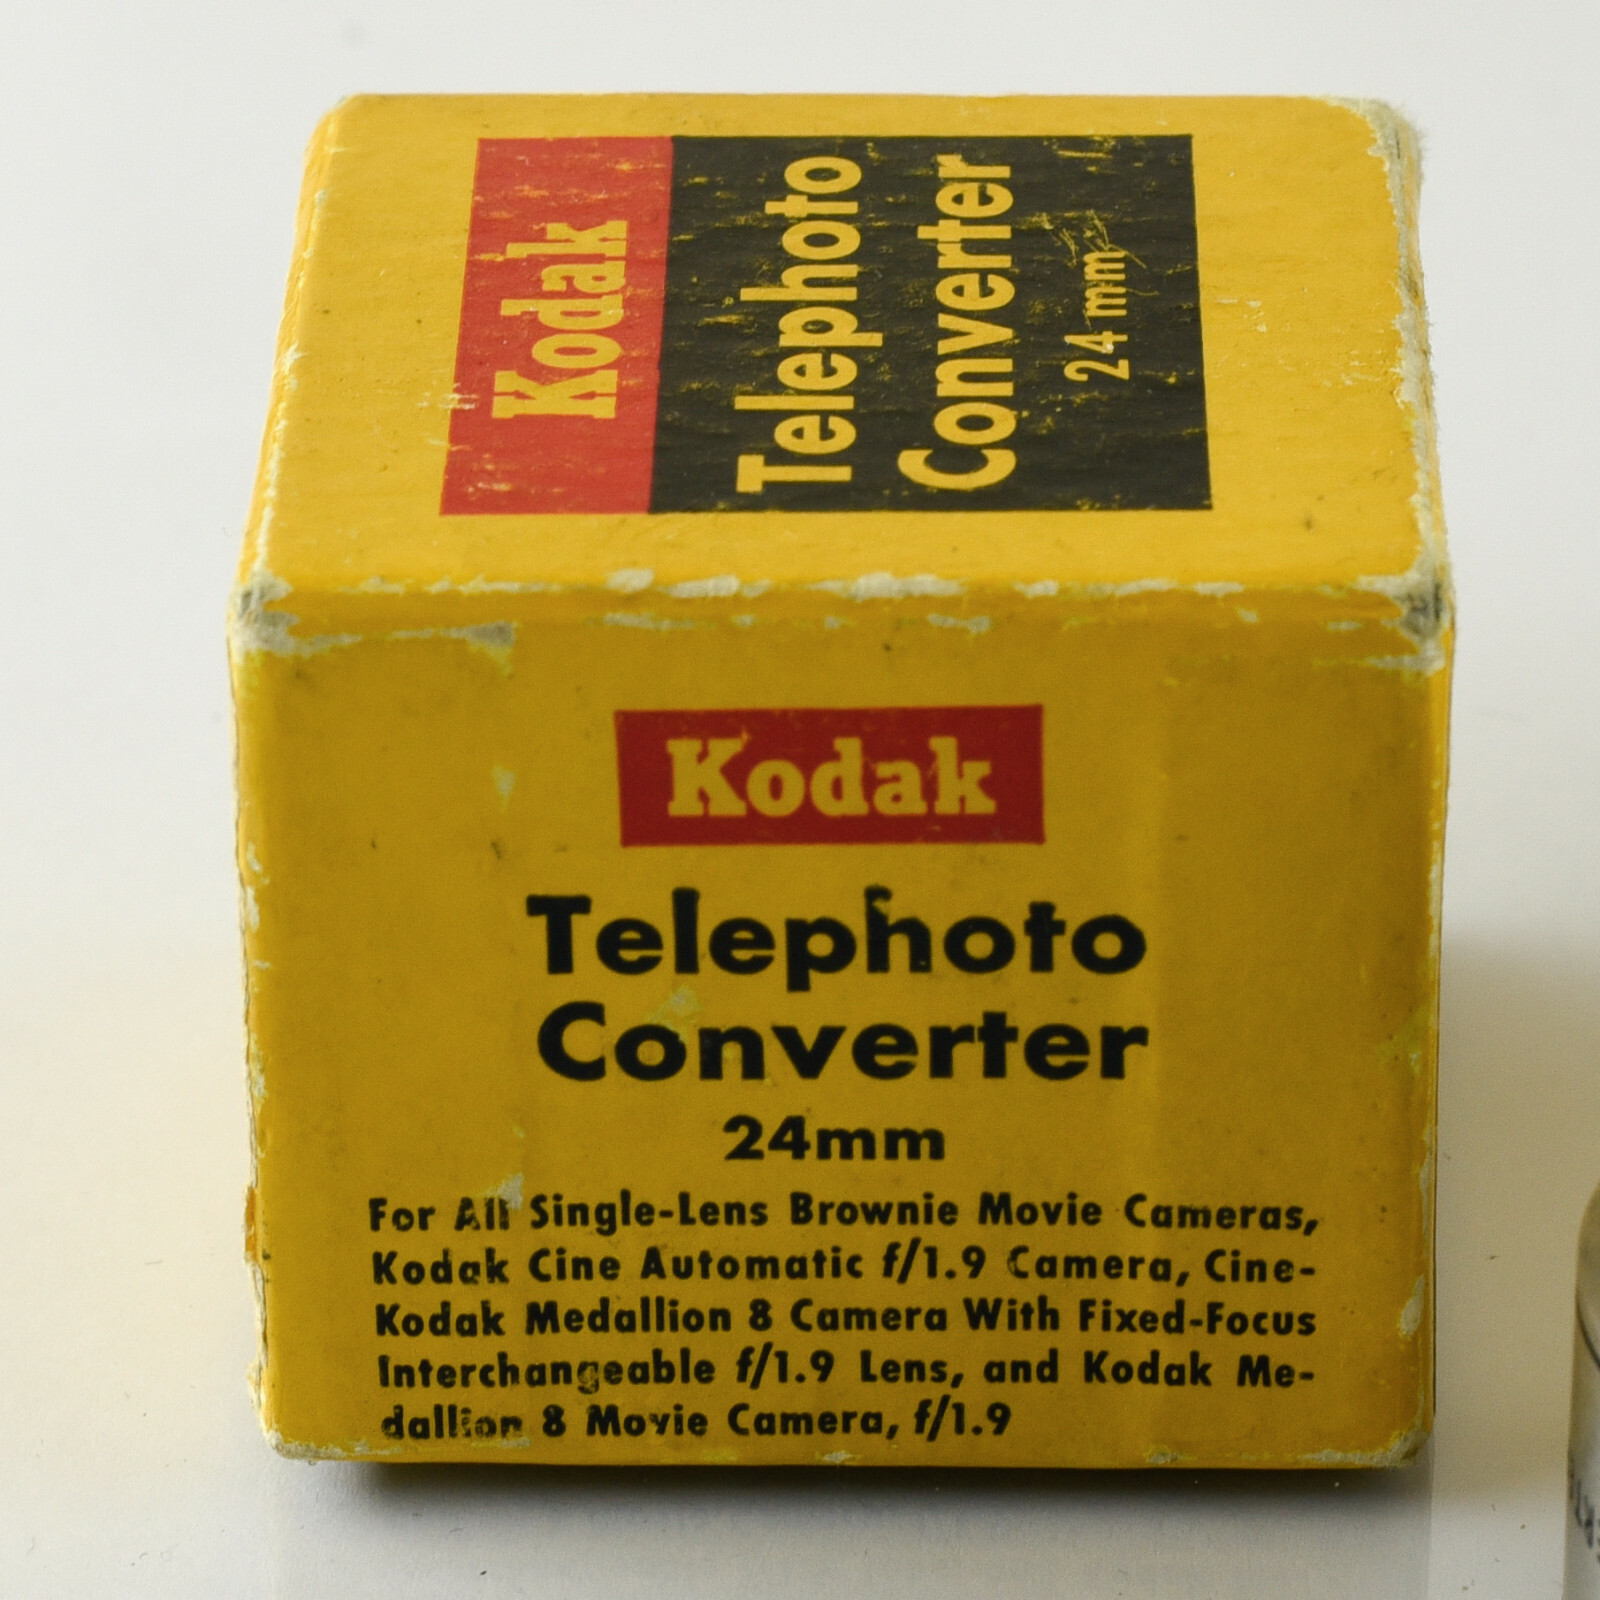 Kodak
Telephoto
Converter
24 mm
Kodak
Telephoto
Converter
24mm
For All Single-Lens Brownie Movie Cameras,
Kodak Cine Automatic f/1.9 Camera, Cine-
Kodak Medallion 8 Camera With Fixed-Focus
Interchangeable f/1.9 Lens, and Kodak Me-
dallion 8 Movie Camera, f/1.9